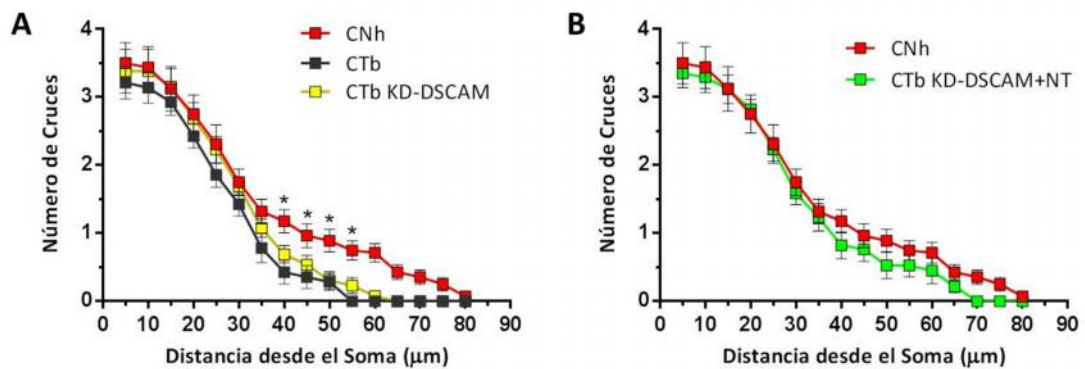 A
CNh
CTb
CTb KD-DSCAM
Número de Cruces
4
3
2
1
0
* * * *
0 10 20 30 40 50 60 70 80 90
Distancia desde el Soma (μm)
B
CNh
CTb KD-DSCAM+NT
Número de Cruces
4
3
2
1
0
0 10 20 30 40 50 60 70 80 90
Distancia desde el Soma (μm)